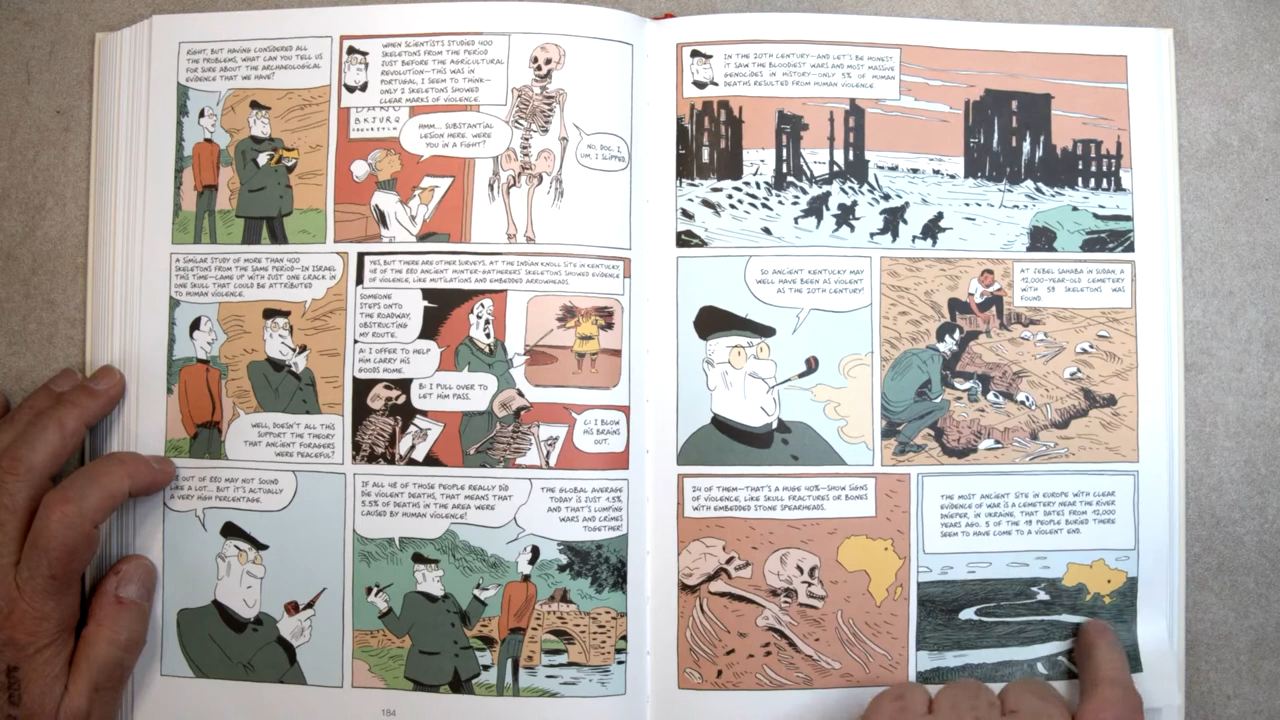 RIGHT, BUT HAVING CONSIDERED ALL
THE PROBLEMS, WHAT CAN YOU TELL US
FOR SURE ABOUT THE ARCHAEOLOGICAL
EVIDENCE THAT WE HAVE?
WHEN SCIENTISTS STUDIED 400
SKELETONS FROM THE PERIOD
JUST BEFORE THE AGRICULTURAL
REVOLUTION—THIS WAS IN
PORTUGAL, I SEEM TO THINK—
ONLY 2 SKELETONS SHOWED
CLEAR MARKS OF VIOLENCE.
BKJURQ
HMM... SUBSTANTIAL
LESION HERE. WERE
YOU IN A FIGHT?
NO, DOC. I,
UM, I SLIPPED.
A SIMILAR STUDY OF MORE THAN 400
SKELETONS FROM THE SAME PERIOD—IN ISRAEL
THIS TIME—CAME UP WITH JUST ONE CRACK IN
ONE SKULL THAT COULD BE ATTRIBUTED
TO HUMAN VIOLENCE.
WELL, DOESN'T ALL THIS
SUPPORT THE THEORY
THAT ANCIENT FORAGERS
WERE PEACEFUL?
YES, BUT THERE ARE OTHER SURVEYS. AT THE INDIAN KNOLL SITE IN KENTUCKY,
48 OF THE 880 ANCIENT HUNTER-GATHERERS' SKELETONS SHOWED EVIDENCE
OF VIOLENCE, LIKE MUTILATIONS AND EMBEDDED ARROWHEADS.
SOMEONE
STEPS ONTO
THE ROADWAY,
OBSTRUCTING
MY ROUTE.
A: I OFFER TO HELP
HIM CARRY HIS
GOODS HOME.
B: I PULL OVER TO
LET HIM PASS.
C: I BLOW
HIS BRAINS
OUT.
OUT OF 880 MAY NOT SOUND
LIKE A LOT... BUT IT'S ACTUALLY
A VERY HIGH PERCENTAGE.
IF ALL 48 OF THOSE PEOPLE REALLY DID
DIE VIOLENT DEATHS, THAT MEANS THAT
5.5% OF DEATHS IN THE AREA WERE
CAUSED BY HUMAN VIOLENCE!
THE GLOBAL AVERAGE
TODAY IS JUST 1.5%,
AND THAT'S LUMPING
WARS AND CRIMES
TOGETHER!
184
IN THE 20TH CENTURY—AND LET'S BE HONEST,
IT SAW THE BLOODIEST WARS AND MOST MASSIVE
GENOCIDES IN HISTORY—ONLY 5% OF HUMAN
DEATHS RESULTED FROM HUMAN VIOLENCE.
SO ANCIENT KENTUCKY MAY
WELL HAVE BEEN AS VIOLENT
AS THE 20TH CENTURY!
AT JEBEL SAHABA IN SUDAN, A
12,000-YEAR-OLD CEMETERY
WITH 59 SKELETONS WAS
FOUND.
24 OF THEM—THAT'S A HUGE 40%—SHOW SIGNS
OF VIOLENCE, LIKE SKULL FRACTURES OR BONES
WITH EMBEDDED STONE SPEARHEADS.
THE MOST ANCIENT SITE IN EUROPE WITH CLEAR
EVIDENCE OF WAR IS A CEMETERY NEAR THE RIVER
DNIEPER, IN UKRAINE, THAT DATES FROM 12,000
YEARS AGO. 5 OF THE 19 PEOPLE BURIED THERE
SEEM TO HAVE COME TO A VIOLENT END.